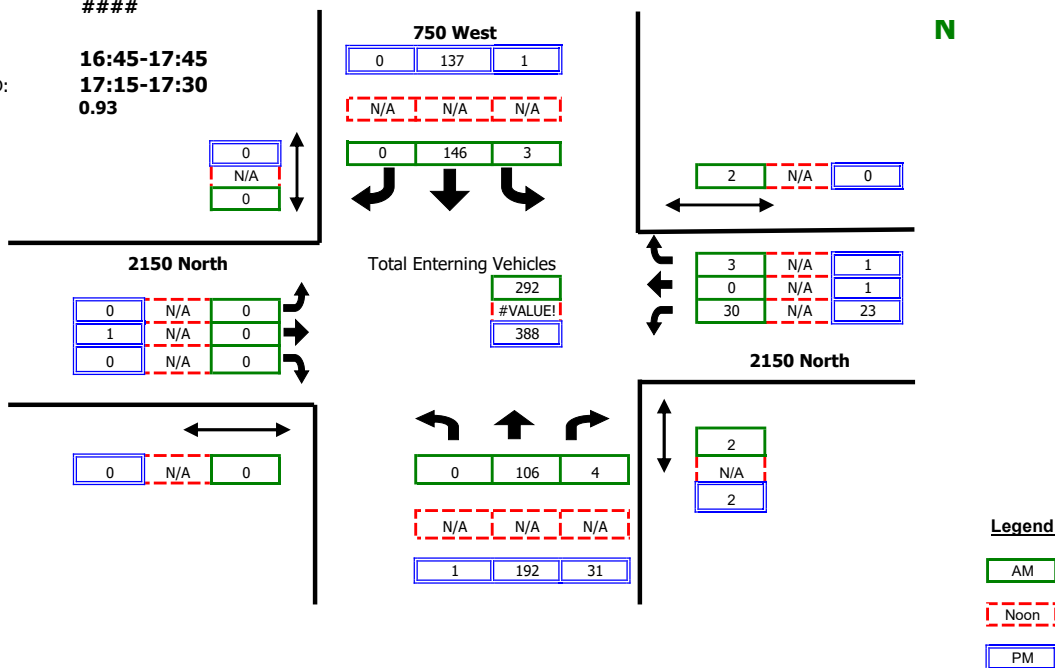 ####
750 West
N
16:45-17:45
0 137 1
17:15-17:30
0.93
N/A N/A N/A
0 146 3
0
N/A
0
2 N/A 0
2150 North
Total Enterning Vehicles
292
#VALUE!
388
3 N/A 1
0 N/A 1
30 N/A 23
0 N/A 0
1 N/A 0
0 N/A 0
2150 North
0 N/A 0
0 106 4
2
N/A
2
N/A N/A N/A
1 192 31
Legend
AM
Noon
PM